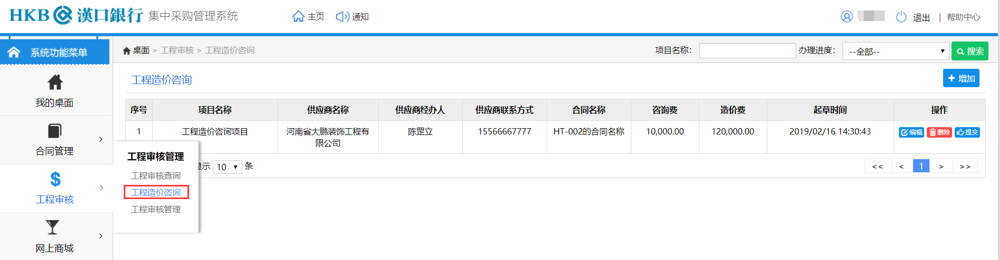 HKB 漢口銀行 集中采购管理系统 主页 通知 退出 | 帮助中心
系统功能菜单
桌面 > 工程审核 > 工程造价咨询 项目名称： 办理进度： --全部-- 搜索
工程造价咨询 增加
序号 项目名称 供应商名称 供应商经办人 供应商联系方式 合同名称 咨询费 造价费 起草时间 操作
1 工程造价咨询项目 河南省大鹏装饰工程有 陈罡立 15566667777 HT-002的合同名称 10,000.00 120,000.00 2019/02/16 14:30:43 编辑 删除 提交
限公司
示 10 条 << < 1 > >>
我的桌面
合同管理 >
工程审核 >
网上商城 >
工程审核管理
工程审核查询
工程造价咨询
工程审核管理